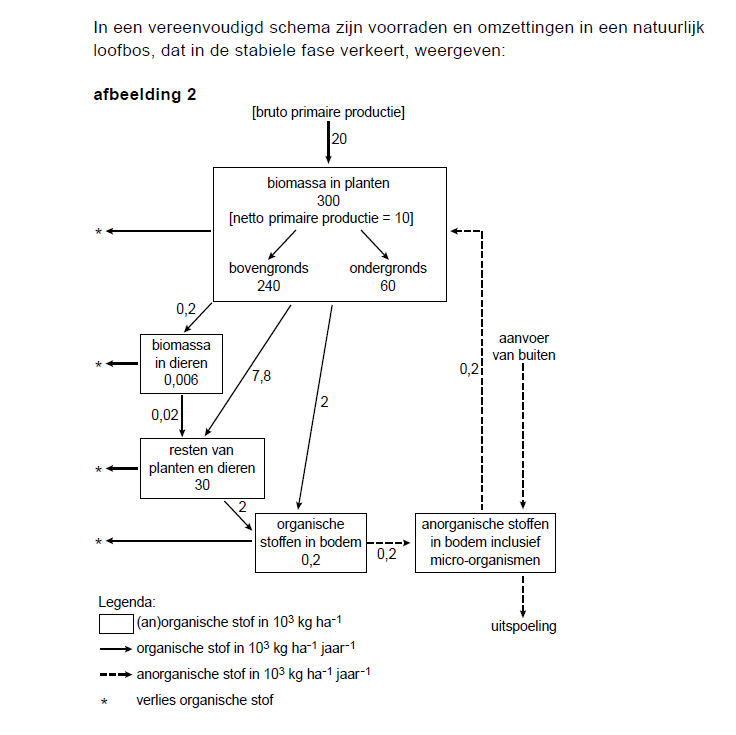 In een vereenvoudigd schema zijn voorraden en omzettingen in een natuurlijk
loofbos, dat in de stabiele fase verkeert, weergeven:
afbeelding 2
[bruto primaire productie]
20
biomassa in planten
300
[netto primaire productie = 10]
bovengronds
240
ondergronds
60
*
0,2
biomassa
in dieren
0,006
*
7,8
2
0,02
aanvoer
van buiten
0,2
resten van
planten en dieren
30
*
2
organische
stoffen in bodem
0,2
*
0,2
anorganische stoffen
in bodem inclusief
micro-organismen
uitspoeling
Legenda:
(an)organische stof in 10³ kg ha⁻¹
organische stof in 10³ kg ha⁻¹ jaar⁻¹
anorganische stof in 10³ kg ha⁻¹ jaar⁻¹
* verlies organische stof